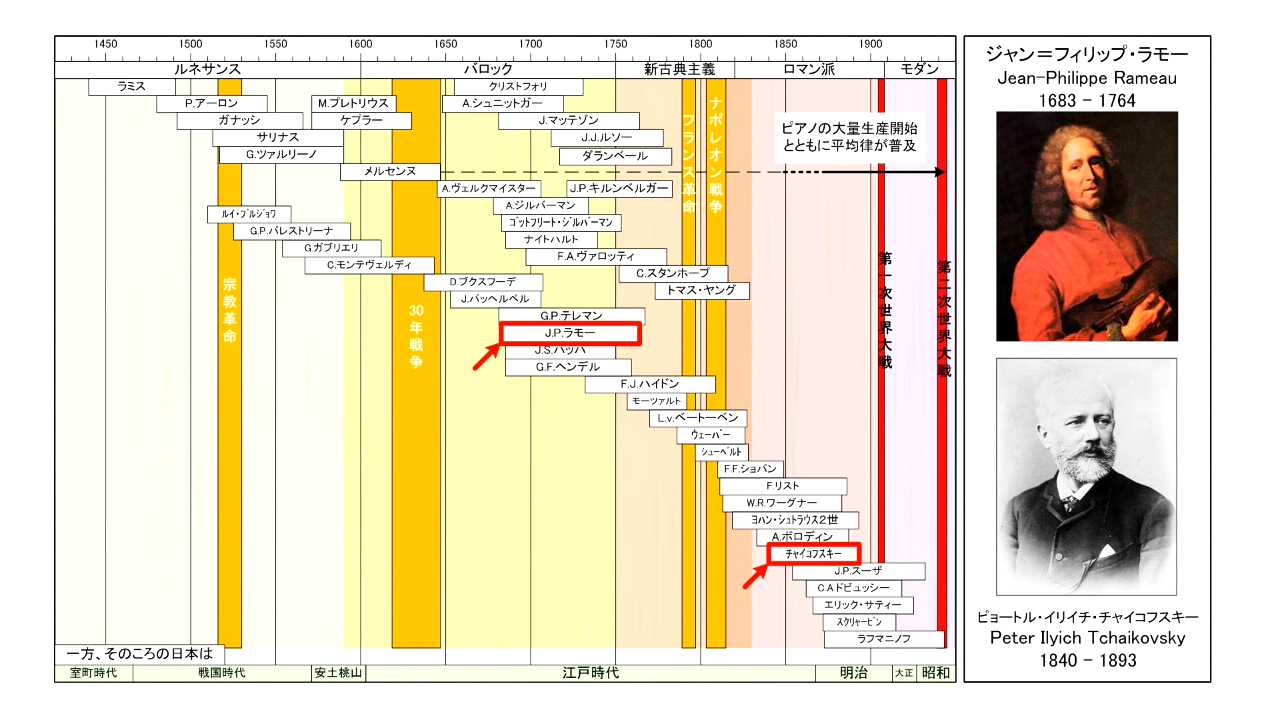 1450 1500 1550 1600 1650 1700 1750 1800 1850 1900
ルネサンス バロック 新古典主義 ロマン派 モダン
ラミス
クリストフォリ
P.アーロン
M.プレトリウス
A.シュニットガー
ガナッシ
ケプラー
J.マッテゾン
サリナス
J.J.ルソー
G.ツァルリーノ
ダランベール
メルセンヌ
A.ヴェルクマイスター
J.P.キルンベルガー
A.ジルバーマン
ルイ・ブルジョワ
ゴットフリート・ジルバーマン
G.P.パレストリーナ
ナイトハルト
G.ガブリエリ
F.A.ヴァロッティ
C.モンテヴェルディ
C.スタンホープ
D.ブクスフーデ
トマス・ヤング
J.パッヘルベル
G.P.テレマン
J.P.ラモー
J.S.バッハ
G.F.ヘンデル
F.J.ハイドン
モーツァルト
L.v.ベートーベン
ウェーバー
シューベルト
F.F.ショパン
F.リスト
W.R.ワーグナー
ヨハン・シュトラウス2世
A.ボロディン
チャイコフスキー
J.P.スーザ
C.A.ドビュッシー
エリック・サティー
スクリャービン
ラフマニノフ
宗教革命
30年戦争
フランス革命
ナポレオン戦争
第一次世界大戦
第二次世界大戦
ピアノの大量生産開始
とともに平均律が普及
一方、そのころの日本は
室町時代 戦国時代 安土桃山 江戸時代 明治 大正 昭和
ジャン＝フィリップ・ラモー
Jean-Philippe Rameau
1683 - 1764
ピョートル・イリイチ・チャイコフスキー
Peter Ilyich Tchaikovsky
1840 - 1893